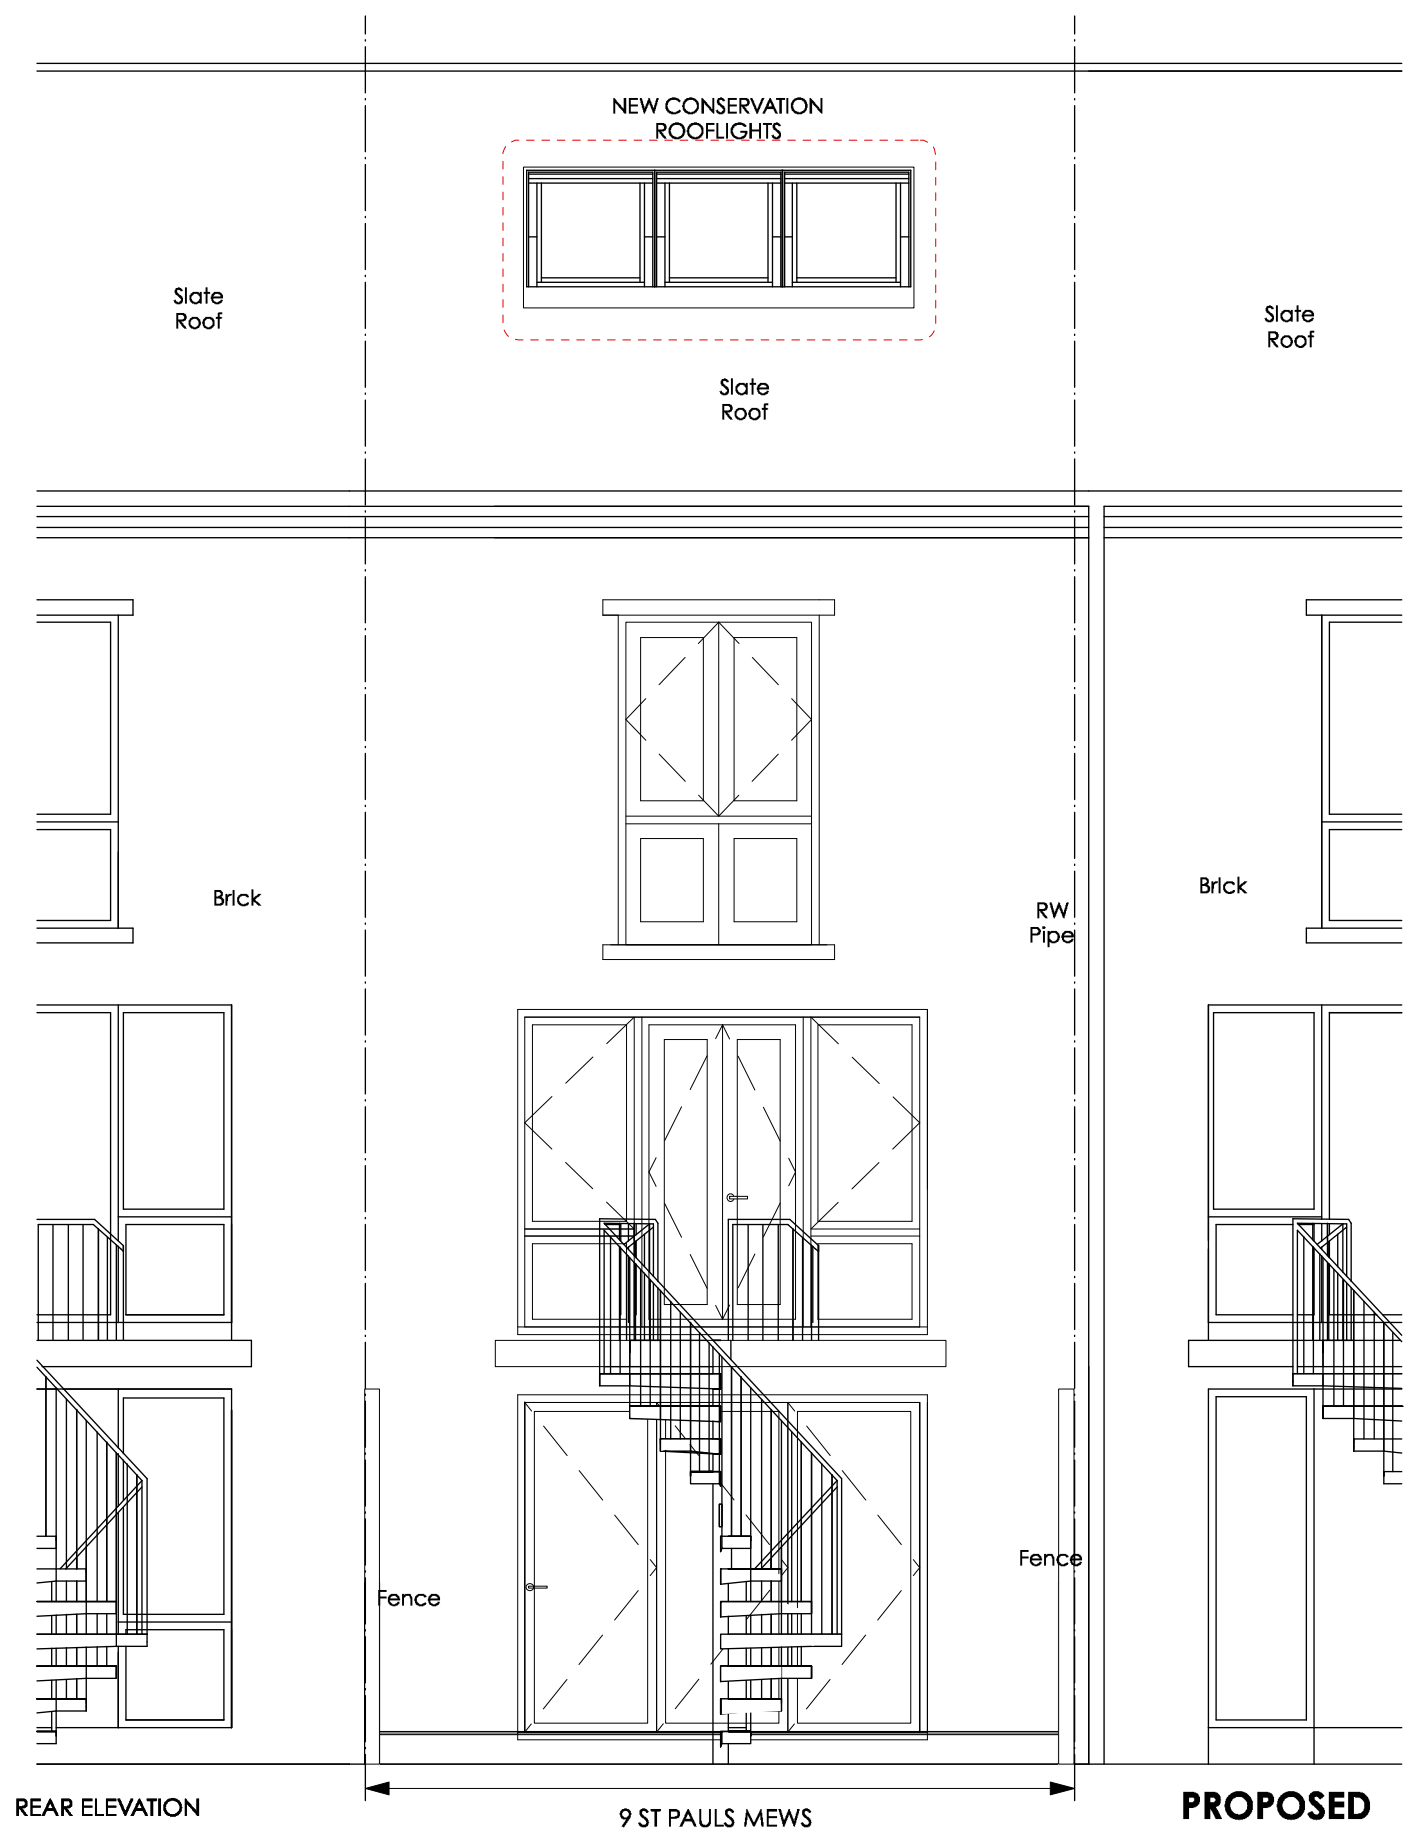 NEW CONSERVATION
ROOFLIGHTS
Slate
Roof
Slate
Roof
Slate
Roof
Brick
Brick
RW
Pipe
Fence
Fence
REAR ELEVATION
9 ST PAULS MEWS
PROPOSED